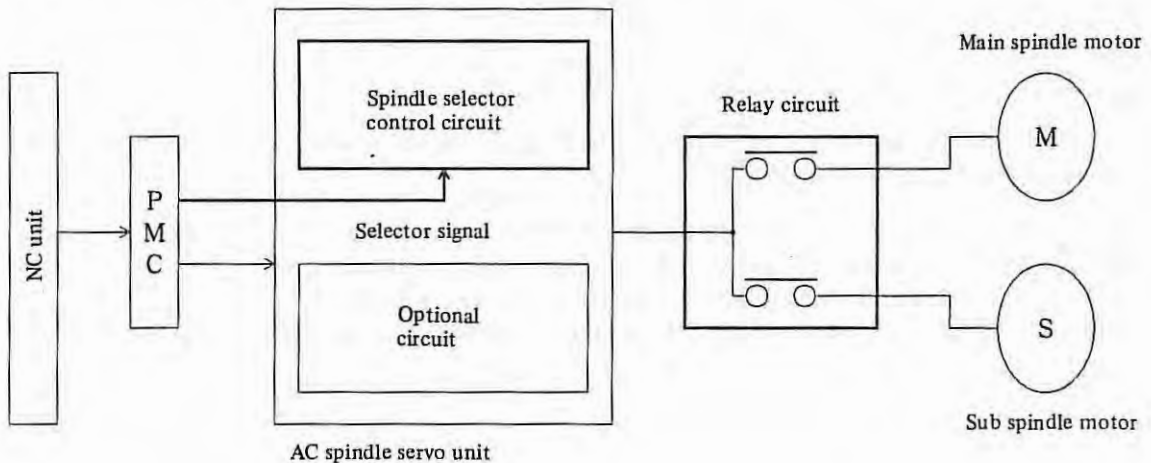 NC unit
P
M
C
Spindle selector
control circuit
Selector signal
Optional
circuit
AC spindle servo unit
Relay circuit
Main spindle motor
M
S
Sub spindle motor